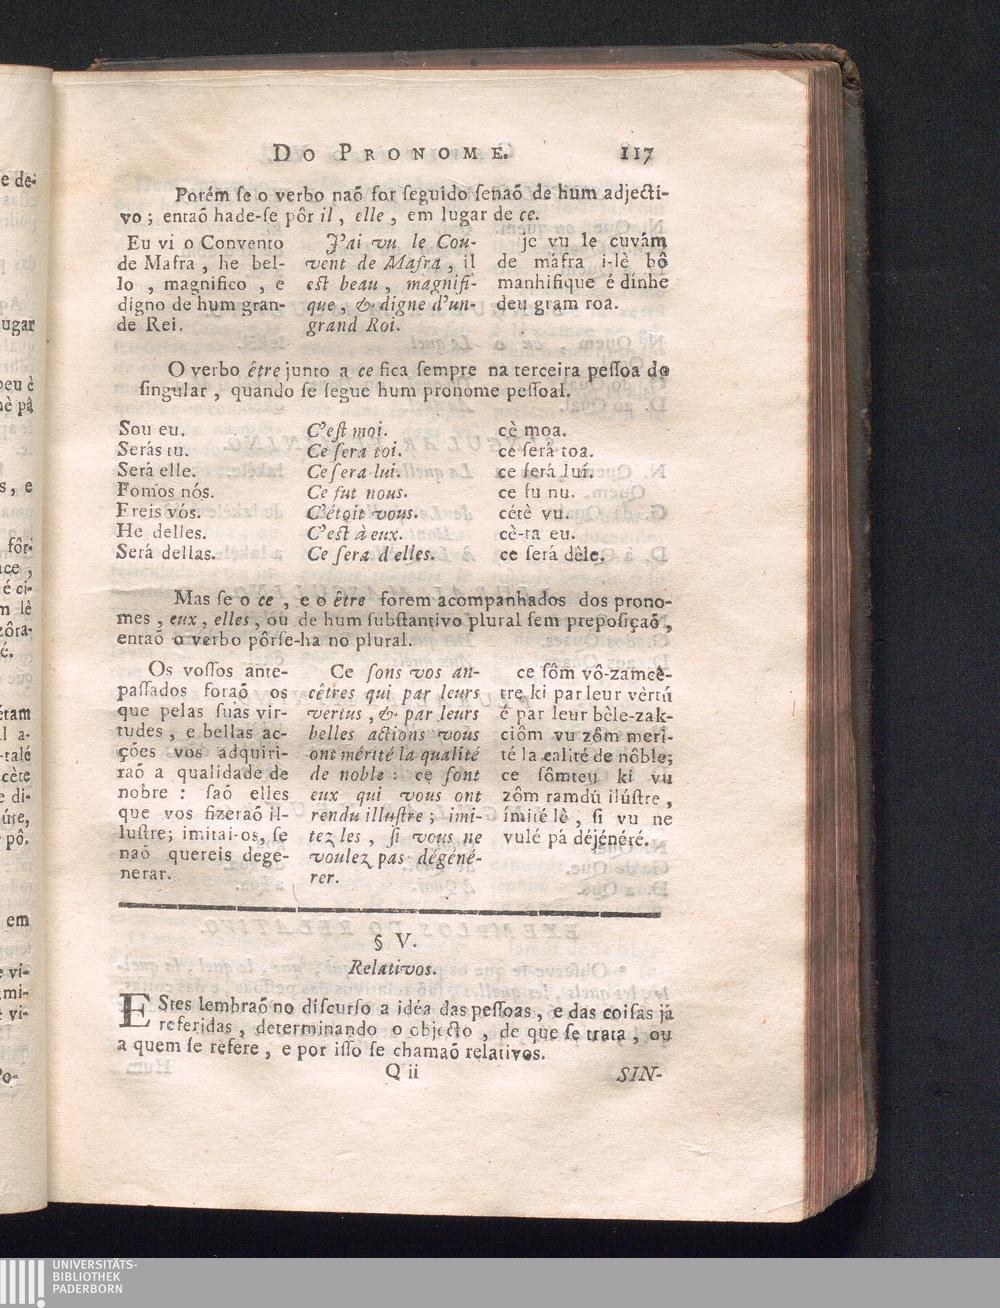 DO PRONOME. 117
Porém ſe o verbo naõ for ſeguido ſenaõ de hum adjecti-
vo ; entaõ hade-ſe pôr il , elle , em lugar de ce.
Eu vi o Convento
de Mafra , he bel-
lo , magnifico , e
digno de hum gran-
de Rei.
J'ai vu le Cou-
vent de Mafra , il
eſt beau , magnifi-
que , & digne d'un-
grand Roi.
je vu le cuvám
de máfra i-lè bô
manhifique é dinhe
deu gram roa.
O verbo être junto a ce fica ſempre na terceira peſſoa do
ſingular , quando ſe ſegue hum pronome peſſoal.
Sou eu.
Serás tu.
Será elle.
Fomos nós.
Ereis vós.
He delles.
Será dellas.
C'eſt moi.
Ce ſera toi.
Ce ſera lui.
Ce fut nous.
C'étoit vous.
C'eſt à eux.
Ce ſera d'elles.
cè moa.
ce ſerá toa.
ce ſerá luí.
ce fu nu.
cétè vu.
cè-ta eu.
ce ſerá dêle.
Mas ſe o ce , e o être forem acompanhados dos prono-
mes , eux , elles , ou de hum ſubſtantivo plural ſem prepoſiçaõ ,
entaõ o verbo pôrſe-ha no plural.
Os voſſos ante-
paſſados foraõ os
que pelas ſuas vir-
tudes , e bellas ac-
ções vos adquiri-
raõ a qualidade de
nobre : ſaõ elles
que vos fizeraõ il-
luſtre; imitai-os, ſe
naõ quereis dege-
nerar.
Ce ſons vos an-
cêtres qui par leurs
vertus , & par leurs
belles actions vous
ont mérité la qualité
de noble : ce ſont
eux qui vous ont
rendu illuſtre ; imi-
tez les , ſi vous ne
voulez pas dégéné-
rer.
ce ſôm vô-zamcê-
tre ki par leur vèrtú
é par leur bèle-zak-
ciôm vu zôm meri-
té la calité de nôble;
ce ſômteu ki vu
zôm ramdú ilúſtre ,
ímité lè , ſi vu ne
vulé pá déjénéré.
§ V.
Relativos.
EStes lembraõ no diſcurſo a idéa das peſſoas , e das coiſas já
referidas , determinando o objecto , de que ſe trata , ou
a quem ſe refere , e por iſſo ſe chamaõ relativos.
Q ii SIN-
UNIVERSITÄTS-
BIBLIOTHEK
PADERBORN